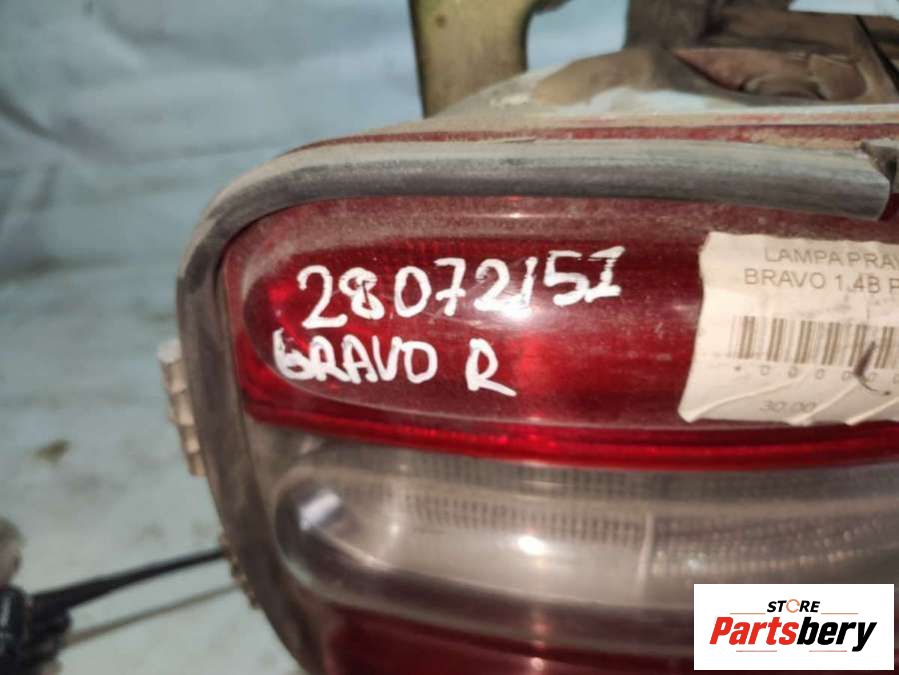 28072151
BRAVO R
LAMPA PRAV
BRAVO 1.4B P
30.00
STORE
Partsbery